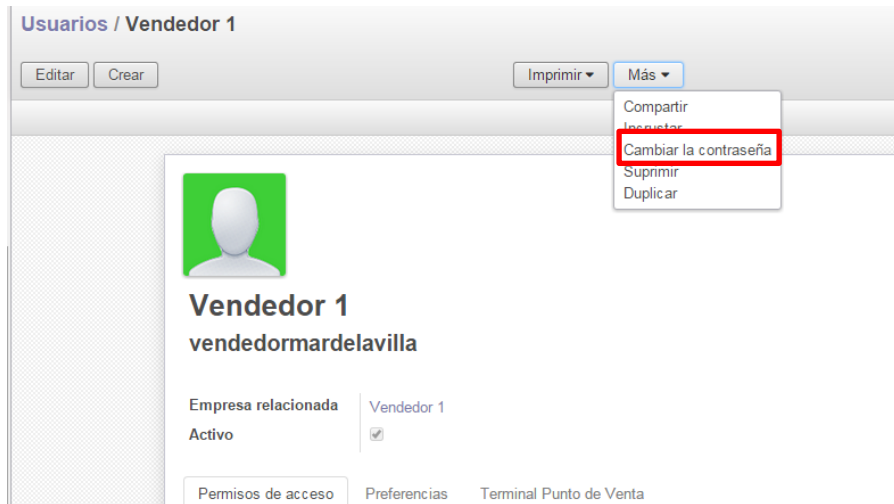 Usuarios / Vendedor 1
Editar Crear Imprimir Más
Compartir
Incrustar
Cambiar la contraseña
Suprimir
Duplicar
Vendedor 1
vendedormardelavilla
Empresa relacionada Vendedor 1
Activo
Permisos de acceso Preferencias Terminal Punto de Venta